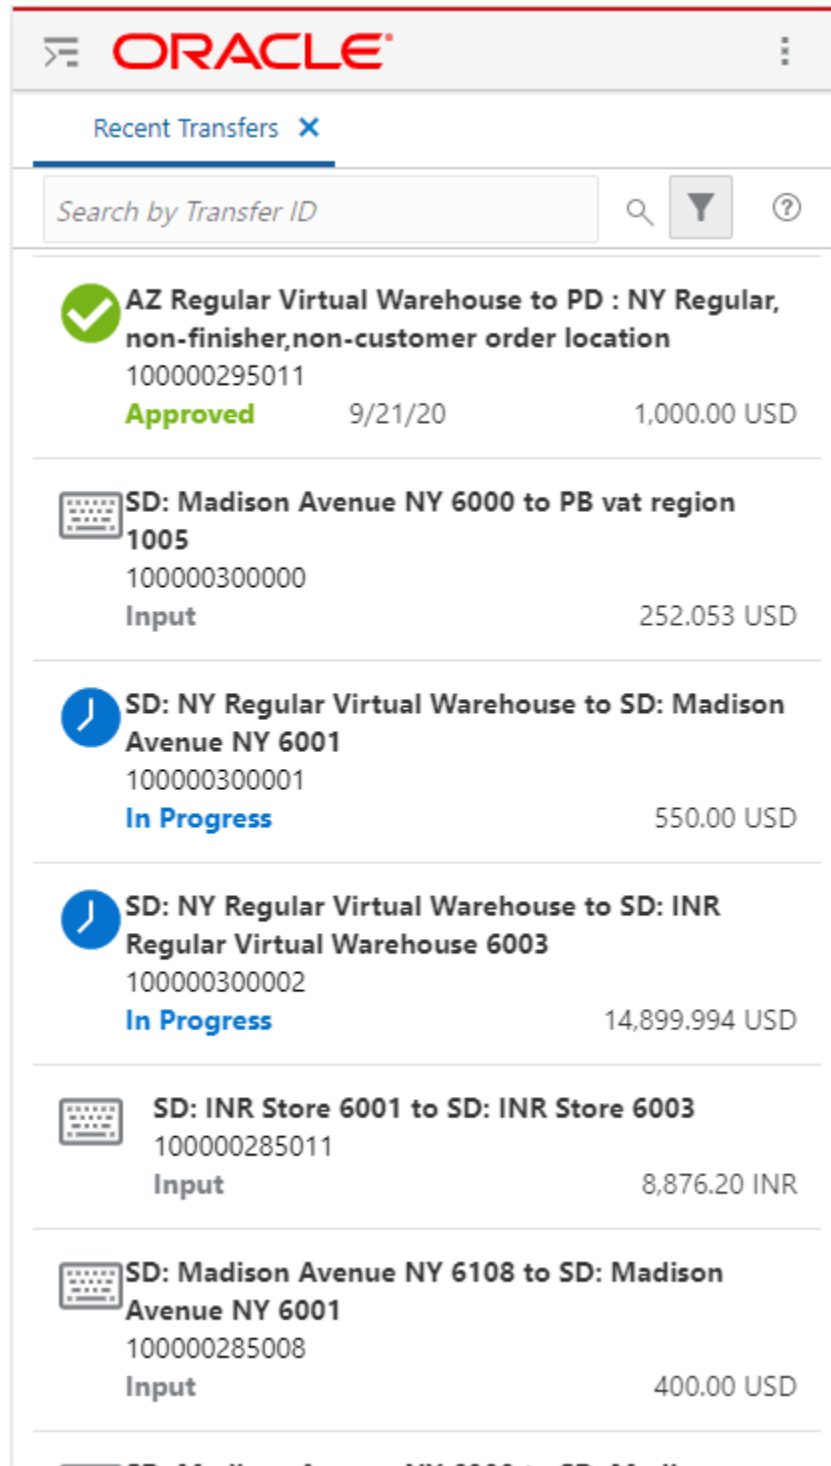 ORACLE
Recent Transfers
Search by Transfer ID
AZ Regular Virtual Warehouse to PD : NY Regular,
non-finisher,non-customer order location
100000295011
Approved 9/21/20 1,000.00 USD
SD: Madison Avenue NY 6000 to PB vat region
1005
100000300000
Input 252.053 USD
SD: NY Regular Virtual Warehouse to SD: Madison
Avenue NY 6001
100000300001
In Progress 550.00 USD
SD: NY Regular Virtual Warehouse to SD: INR
Regular Virtual Warehouse 6003
100000300002
In Progress 14,899.994 USD
SD: INR Store 6001 to SD: INR Store 6003
100000285011
Input 8,876.20 INR
SD: Madison Avenue NY 6108 to SD: Madison
Avenue NY 6001
100000285008
Input 400.00 USD